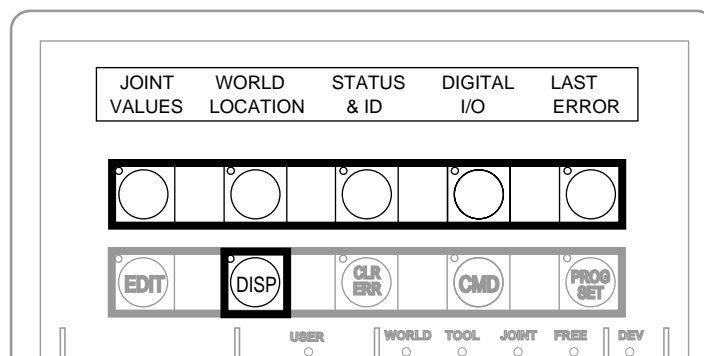 JOINT WORLD STATUS DIGITAL LAST
VALUES LOCATION & ID I/O ERROR
EDIT DISP CLR ERR CMD PROG SET
USER WORLD TOOL JOINT FREE DEV